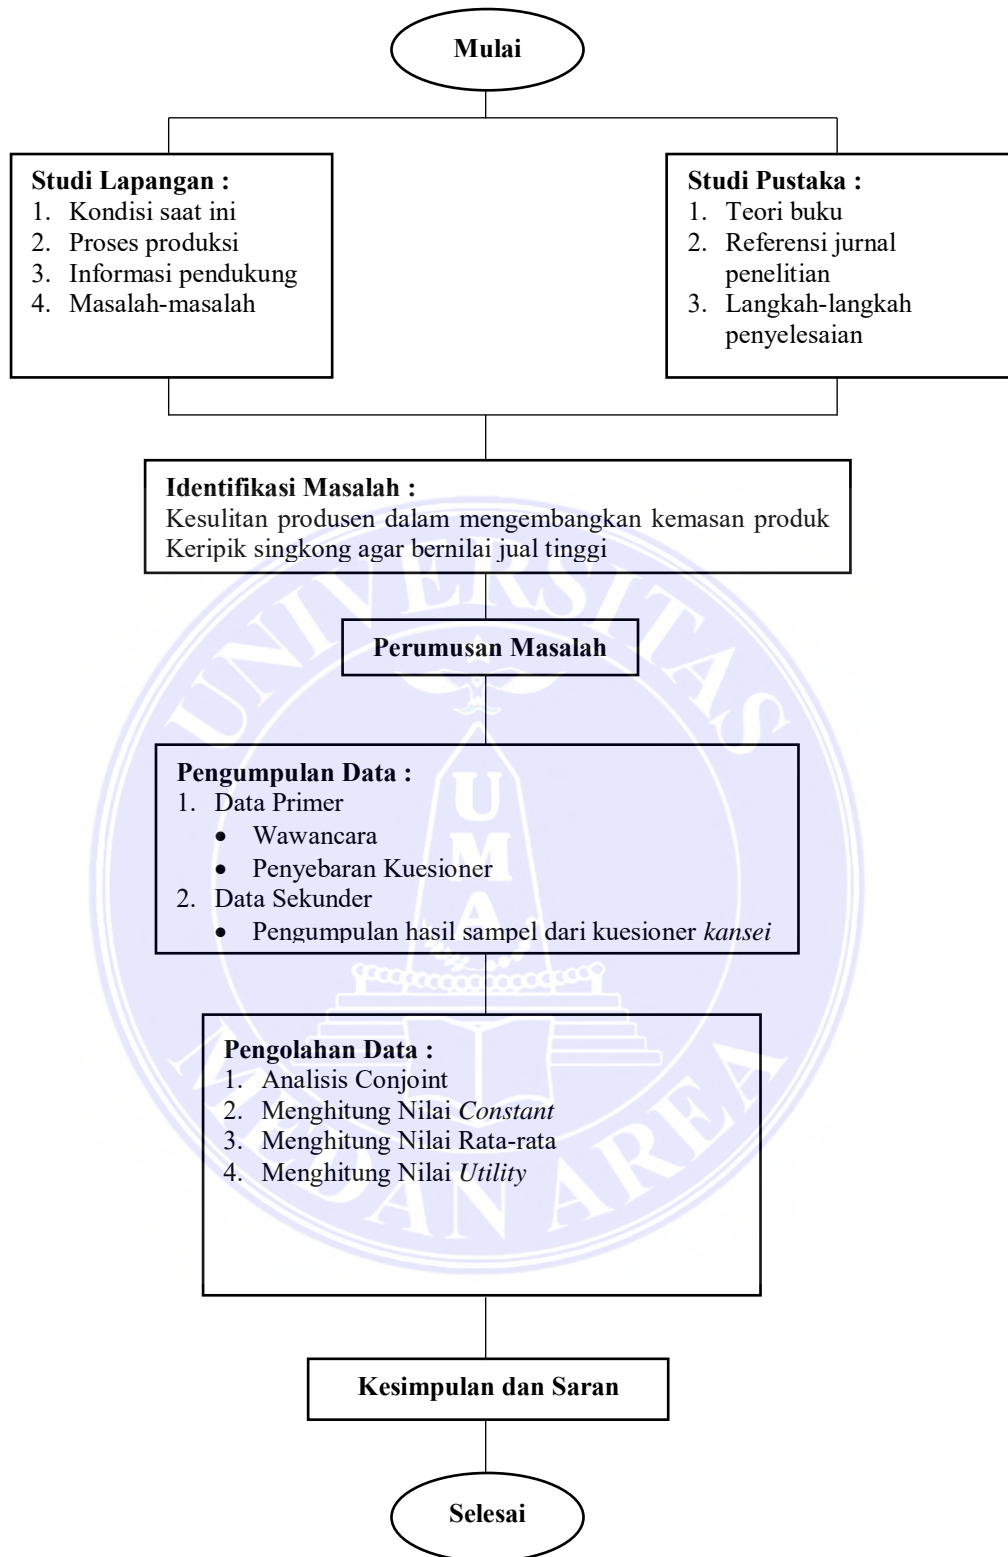 Mulai
Studi Lapangan :
1. Kondisi saat ini
2. Proses produksi
3. Informasi pendukung
4. Masalah-masalah
Studi Pustaka :
1. Teori buku
2. Referensi jurnal
penelitian
3. Langkah-langkah
penyelesaian
Identifikasi Masalah :
Kesulitan produsen dalam mengembangkan kemasan produk
Keripik singkong agar bernilai jual tinggi
Perumusan Masalah
Pengumpulan Data :
1. Data Primer
• Wawancara
• Penyebaran Kuesioner
2. Data Sekunder
• Pengumpulan hasil sampel dari kuesioner kansei
Pengolahan Data :
1. Analisis Conjoint
2. Menghitung Nilai Constant
3. Menghitung Nilai Rata-rata
4. Menghitung Nilai Utility
Kesimpulan dan Saran
Selesai
UNIVERSITAS
UMA
MEDAN AREA